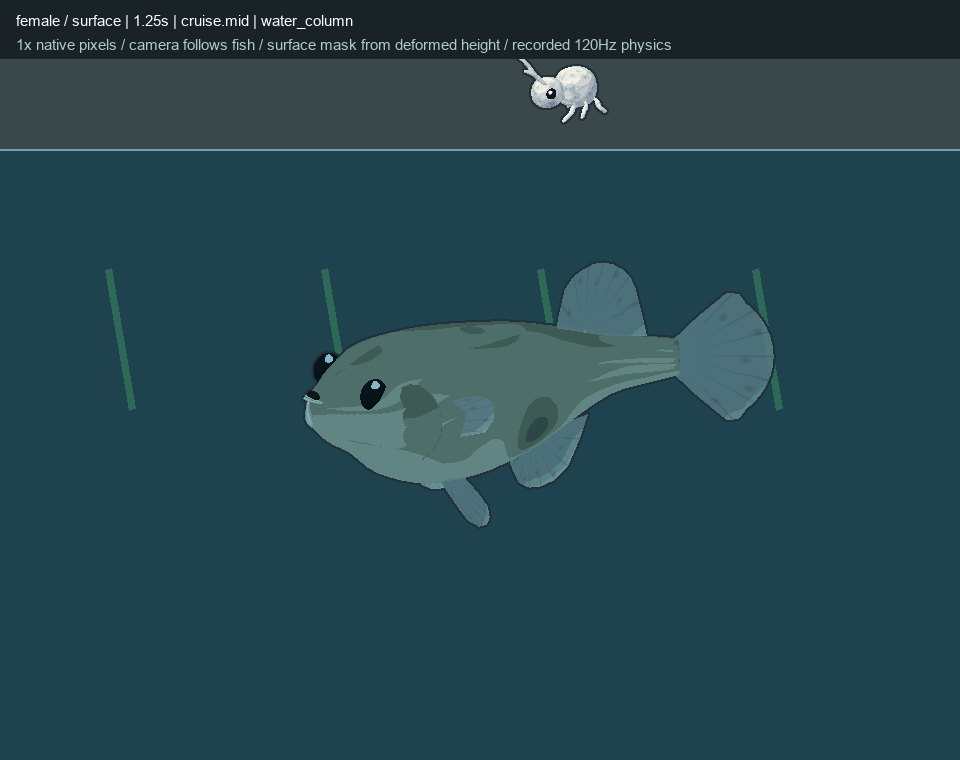 female / surface | 1.25s | cruise.mid | water_column
1x native pixels / camera follows fish / surface mask from deformed height / recorded 120Hz physics